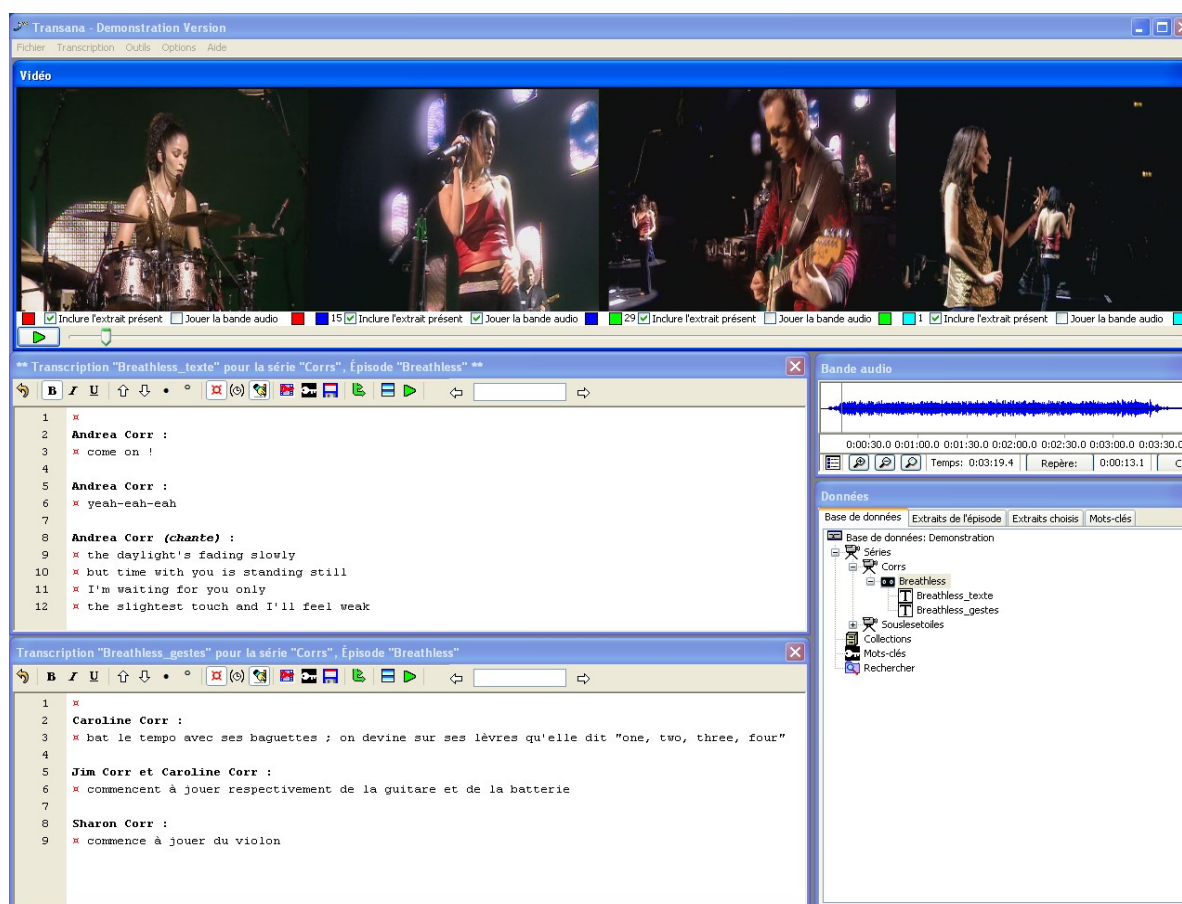 Transana - Demonstration Version
Fichier Transcription Outils Options Aide
Vidéo
Inclure l'extrait présent Jouer la bande audio 15 Inclure l'extrait présent Jouer la bande audio 29 Inclure l'extrait présent Jouer la bande audio 1 Inclure l'extrait présent Jouer la bande audio
** Transcription "Breathless_texte" pour la série "Corrs", Épisode "Breathless" **
B I U
1 ¤
2 Andrea Corr :
3 ¤ come on !
4
5 Andrea Corr :
6 ¤ yeah-eah-eah
7
8 Andrea Corr (chante) :
9 ¤ the daylight's fading slowly
10 ¤ but time with you is standing still
11 ¤ I'm waiting for you only
12 ¤ the slightest touch and I'll feel weak
Transcription "Breathless_gestes" pour la série "Corrs", Épisode "Breathless"
B I U
1 ¤
2 Caroline Corr :
3 ¤ bat le tempo avec ses baguettes ; on devine sur ses lèvres qu'elle dit "one, two, three, four"
4
5 Jim Corr et Caroline Corr :
6 ¤ commencent à jouer respectivement de la guitare et de la batterie
7
8 Sharon Corr :
9 ¤ commence à jouer du violon
Bande audio
0:00:30.0 0:01:00.0 0:01:30.0 0:02:00.0 0:02:30.0 0:03:00.0 0:03:30.0
Temps: 0:03:19.4 Repère: 0:00:13.1 C
Données
Base de données Extraits de l'épisode Extraits choisis Mots-clés
Base de données: Demonstration
Séries
Corrs
Breathless
Breathless_texte
Breathless_gestes
Souslesetoiles
Collections
Mots-clés
Rechercher